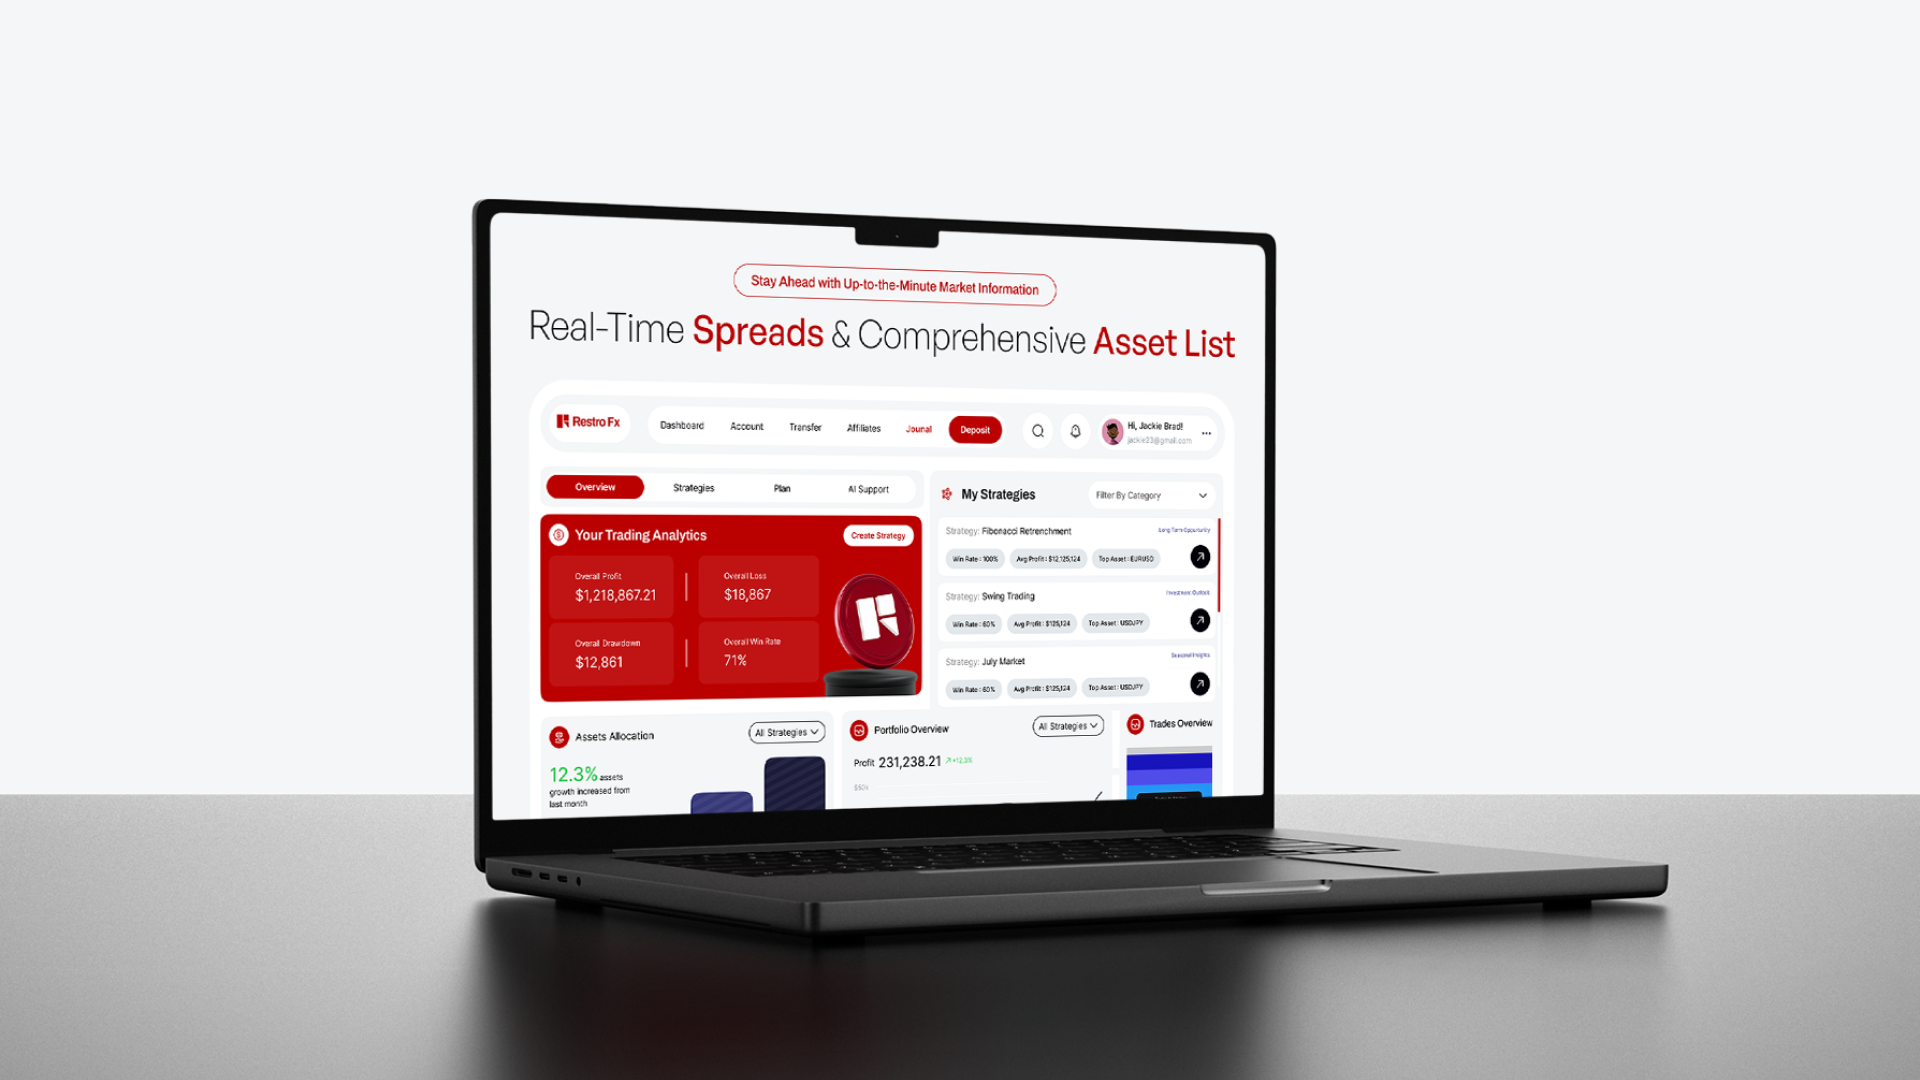 Stay Ahead with Up-to-the-Minute Market Information
Real-Time Spreads & Comprehensive Asset List
Restro Fx
Dashboard Account Transfer Affiliates Jounal Deposit
Hi, Jackie Brad!
jackie23@gmail.com
Overview Strategies Plan AI Support
Your Trading Analytics
Create Strategy
Overall Profit
$1,218,867.21
Overall Loss
$18,867
Overall Drawdown
$12,861
Overall Win Rate
71%
My Strategies
Filter By Category
Strategy: Fibonacci Retrenchment
Long Term Oppurtunity
Win Rate : 100% Avg Profit : $12,125,124 Top Asset : EURUSD
Strategy: Swing Trading
Investment Outlook
Win Rate : 60% Avg Profit : $125,124 Top Asset : USDJPY
Strategy: July Market
Seasonal Insights
Win Rate : 60% Avg Profit : $125,124 Top Asset : USDJPY
Assets Allocation
All Strategies
12.3% assets
growth increased from
last month
Portfolio Overview
All Strategies
Profit 231,238.21 +12.3%
$50k
Trades Overview